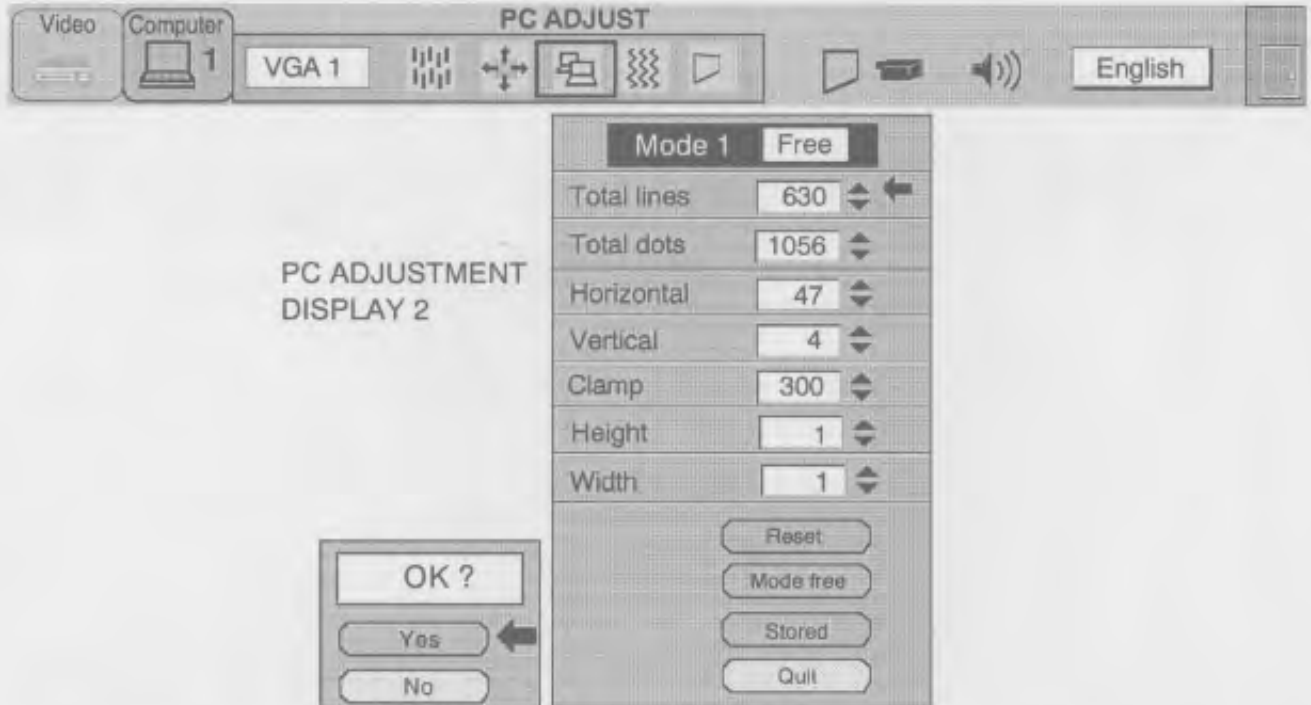 PC ADJUST
Video
Computer
1
VGA 1
English
Mode 1 Free
Total lines 630
Total dots 1056
Horizontal 47
Vertical 4
Clamp 300
Height 1
Width 1
PC ADJUSTMENT
DISPLAY 2
Reset
Mode free
Stored
Quit
OK ?
Yes
No